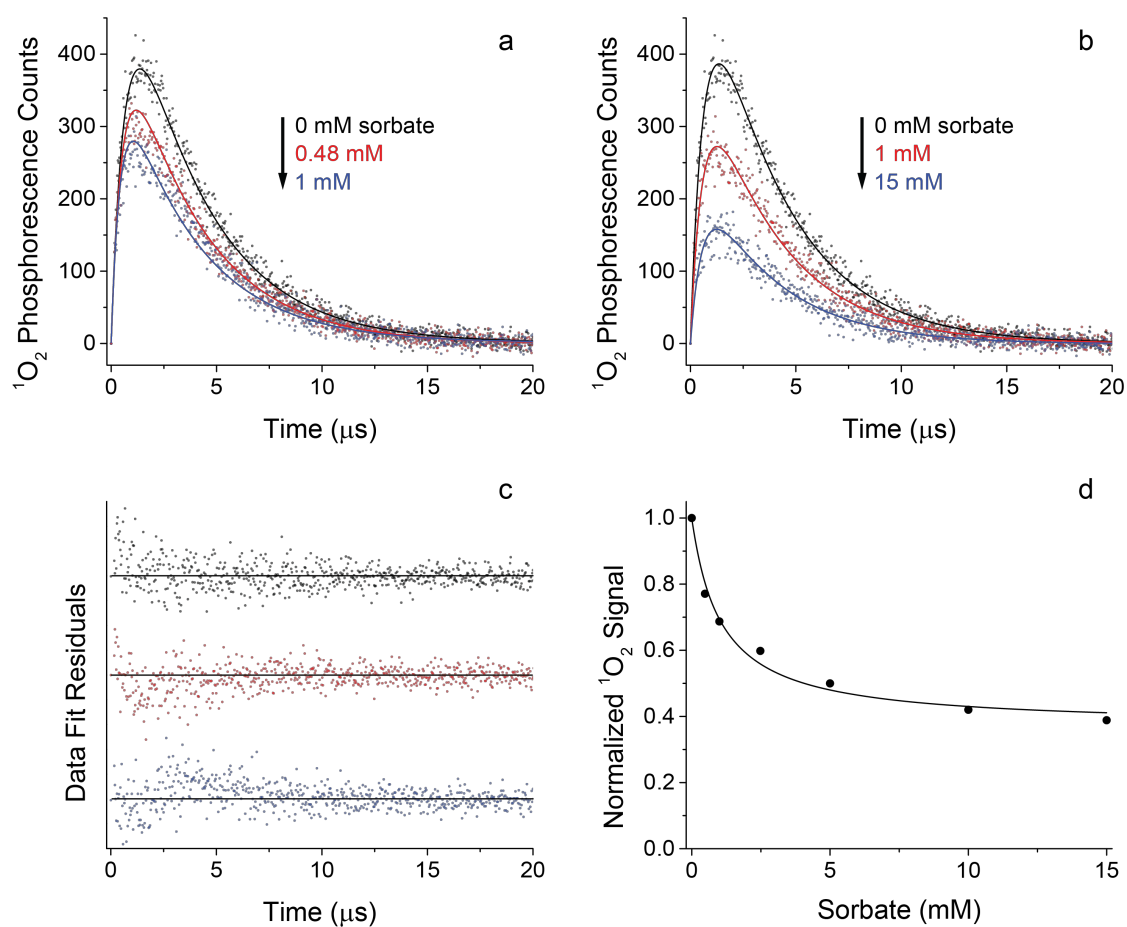 a
400
300
200
100
0
¹O₂ Phosphorescence Counts
0 mM sorbate
0.48 mM
1 mM
0 5 10 15 20
Time (μs)
b
400
300
200
100
0
¹O₂ Phosphorescence Counts
0 mM sorbate
1 mM
15 mM
0 5 10 15 20
Time (μs)
c
Data Fit Residuals
0 5 10 15 20
Time (μs)
d
1.0
0.8
0.6
0.4
0.2
0.0
Normalized ¹O₂ Signal
0 5 10 15
Sorbate (mM)